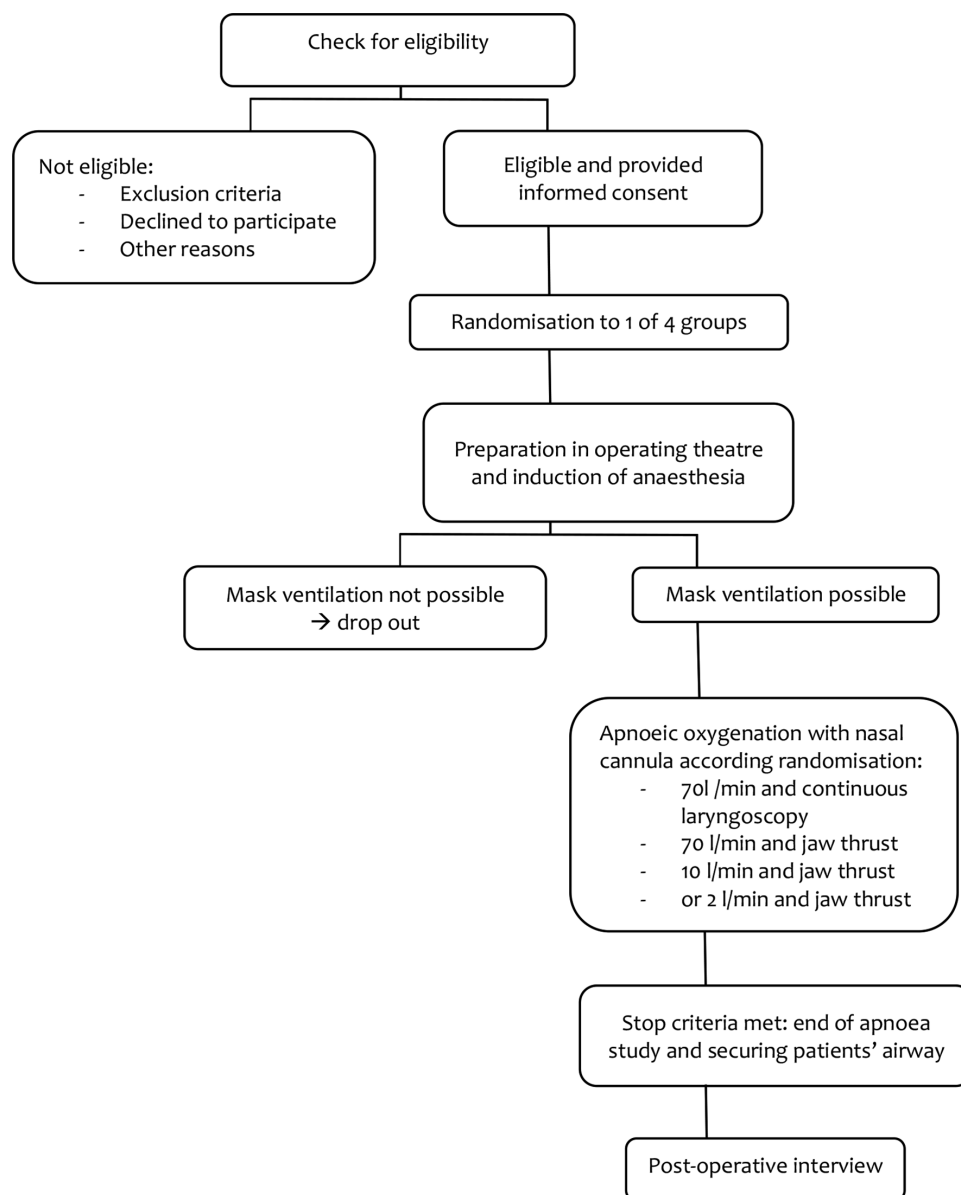 Check for eligibility
Not eligible:
- Exclusion criteria
- Declined to participate
- Other reasons
Eligible and provided
informed consent
Randomisation to 1 of 4 groups
Preparation in operating theatre
and induction of anaesthesia
Mask ventilation not possible
→ drop out
Mask ventilation possible
Apnoeic oxygenation with nasal
cannula according randomisation:
- 70l /min and continuous
laryngoscopy
- 70 l/min and jaw thrust
- 10 l/min and jaw thrust
- or 2 l/min and jaw thrust
Stop criteria met: end of apnoea
study and securing patients’ airway
Post-operative interview